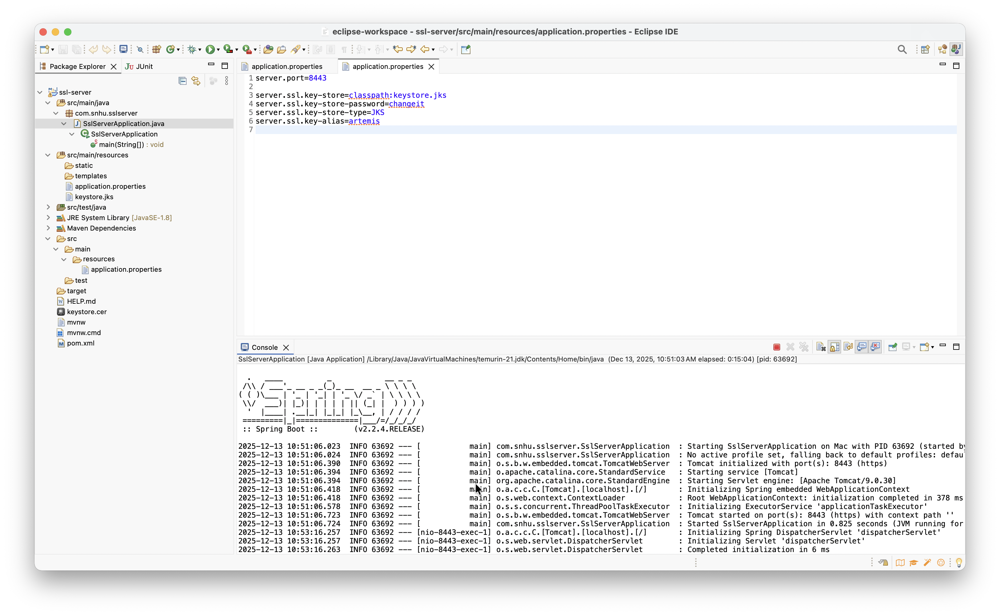 eclipse-workspace - ssl-server/src/main/resources/application.properties - Eclipse IDE
Package Explorer
JUnit
ssl-server
src/main/java
com.snhu.sslserver
SslServerApplication.java
SslServerApplication
main(String[]) : void
src/main/resources
static
templates
application.properties
keystore.jks
src/test/java
JRE System Library [JavaSE-1.8]
Maven Dependencies
src
main
resources
application.properties
test
target
HELP.md
keystore.cer
mvnw
mvnw.cmd
pom.xml
application.properties
application.properties
1 server.port=8443
2
3 server.ssl.key-store=classpath:keystore.jks
4 server.ssl.key-store-password=changeit
5 server.ssl.key-store-type=JKS
6 server.ssl.key-alias=artemis
7
Console
SslServerApplication [Java Application] /Library/Java/JavaVirtualMachines/temurin-21.jdk/Contents/Home/bin/java (Dec 13, 2025, 10:51:03 AM elapsed: 0:15:04) [pid: 63692]
  .   ____          _            __ _ _
 /\\ / ___'_ __ _ _(_)_ __  __ _ \ \ \ \
( ( )\___ | '_ | '_| | '_ \/ _` | \ \ \ \
 \\/  ___)| |_)| | | | | || (_| |  ) ) ) )
  '  |____| .__|_| |_|_| |_\__, | / / / /
 =========|_|==============|___/=/_/_/_/
 :: Spring Boot ::        (v2.2.4.RELEASE)
2025-12-13 10:51:06.023  INFO 63692 --- [           main] com.snhu.sslserver.SslServerApplication  : Starting SslServerApplication on Mac with PID 63692 (started by
2025-12-13 10:51:06.024  INFO 63692 --- [           main] com.snhu.sslserver.SslServerApplication  : No active profile set, falling back to default profiles: defau
2025-12-13 10:51:06.390  INFO 63692 --- [           main] o.s.b.w.embedded.tomcat.TomcatWebServer  : Tomcat initialized with port(s): 8443 (https)
2025-12-13 10:51:06.394  INFO 63692 --- [           main] o.apache.catalina.core.StandardService   : Starting service [Tomcat]
2025-12-13 10:51:06.394  INFO 63692 --- [           main] org.apache.catalina.core.StandardEngine  : Starting Servlet engine: [Apache Tomcat/9.0.30]
2025-12-13 10:51:06.418  INFO 63692 --- [           main] o.a.c.c.C.[Tomcat].[localhost].[/]       : Initializing Spring embedded WebApplicationContext
2025-12-13 10:51:06.418  INFO 63692 --- [           main] o.s.web.context.ContextLoader            : Root WebApplicationContext: initialization completed in 378 ms
2025-12-13 10:51:06.578  INFO 63692 --- [           main] o.s.s.concurrent.ThreadPoolTaskExecutor  : Initializing ExecutorService 'applicationTaskExecutor'
2025-12-13 10:51:06.723  INFO 63692 --- [           main] o.s.b.w.embedded.tomcat.TomcatWebServer  : Tomcat started on port(s): 8443 (https) with context path ''
2025-12-13 10:51:06.724  INFO 63692 --- [           main] com.snhu.sslserver.SslServerApplication  : Started SslServerApplication in 0.825 seconds (JVM running for
2025-12-13 10:53:16.257  INFO 63692 --- [nio-8443-exec-1] o.a.c.c.C.[Tomcat].[localhost].[/]       : Initializing Spring DispatcherServlet 'dispatcherServlet'
2025-12-13 10:53:16.257  INFO 63692 --- [nio-8443-exec-1] o.s.web.servlet.DispatcherServlet        : Initializing Servlet 'dispatcherServlet'
2025-12-13 10:53:16.263  INFO 63692 --- [nio-8443-exec-1] o.s.web.servlet.DispatcherServlet        : Completed initialization in 6 ms